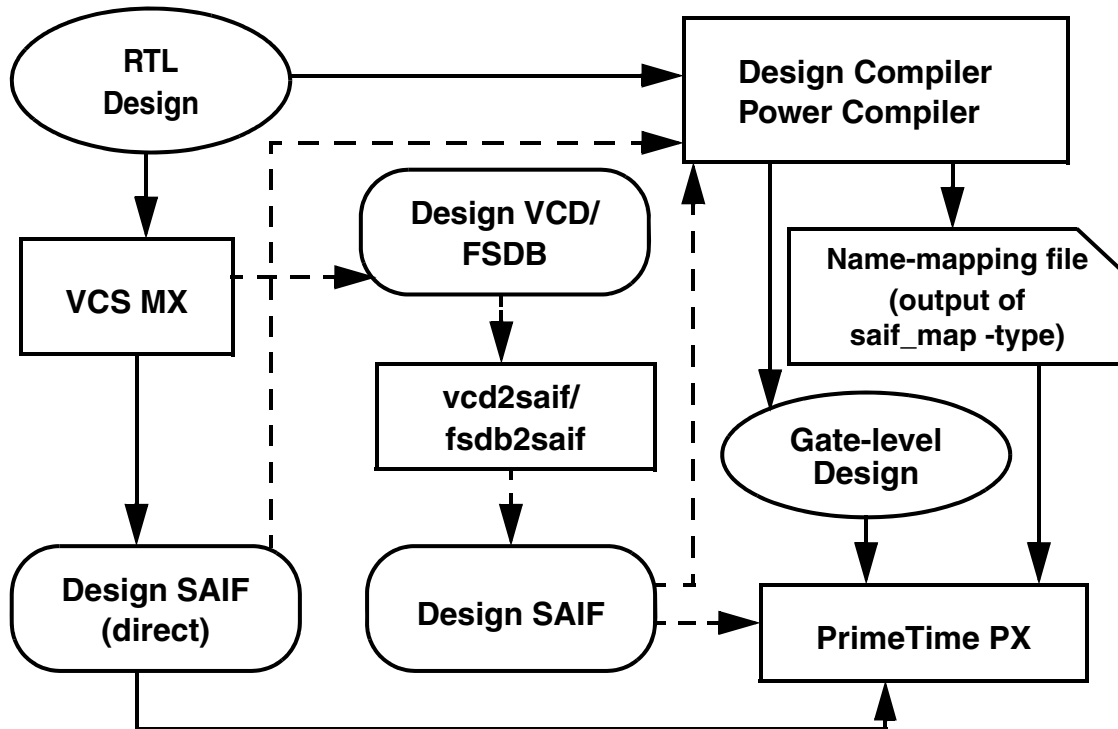 RTL
Design
Design Compiler
Power Compiler
Design VCD/
FSDB
Name-mapping file
(output of
saif_map -type)
VCS MX
vcd2saif/
fsdb2saif
Gate-level
Design
Design SAIF
(direct)
Design SAIF
PrimeTime PX